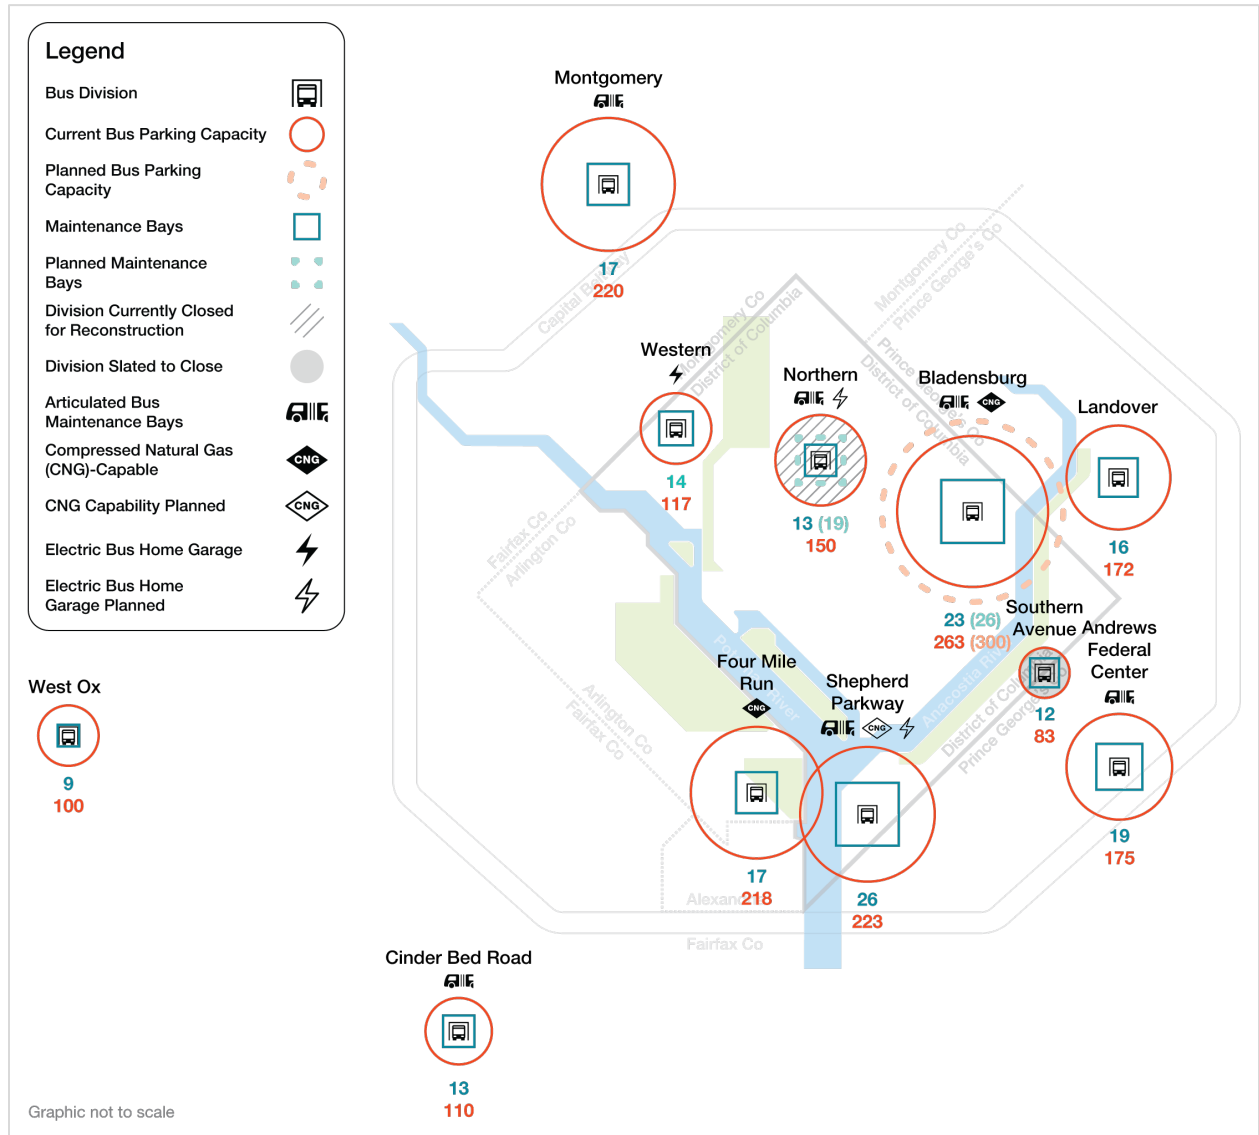 Legend
Bus Division
Current Bus Parking Capacity
Planned Bus Parking
Capacity
Maintenance Bays
Planned Maintenance
Bays
Division Currently Closed
for Reconstruction
Division Slated to Close
Articulated Bus
Maintenance Bays
Compressed Natural Gas
(CNG)-Capable
CNG
CNG Capability Planned
CNG
Electric Bus Home Garage
Electric Bus Home
Garage Planned
Montgomery
17
220
Capital Beltway
Montgomery Co
Prince George's Co
Montgomery Co
District of Columbia
Prince George's Co
District of Columbia
Western
14
117
Northern
13 (19)
150
Bladensburg
CNG
23 (26)
263 (300)
Landover
16
172
Fairfax Co
Arlington Co
Southern
Avenue
12
83
Andrews
Federal
Center
19
175
Potomac River
Anacostia River
District of Columbia
Prince George's Co
Four Mile
Run
CNG
17
218
Shepherd
Parkway
CNG
26
223
Arlington Co
Fairfax Co
West Ox
9
100
Fairfax Co
Cinder Bed Road
13
110
Graphic not to scale